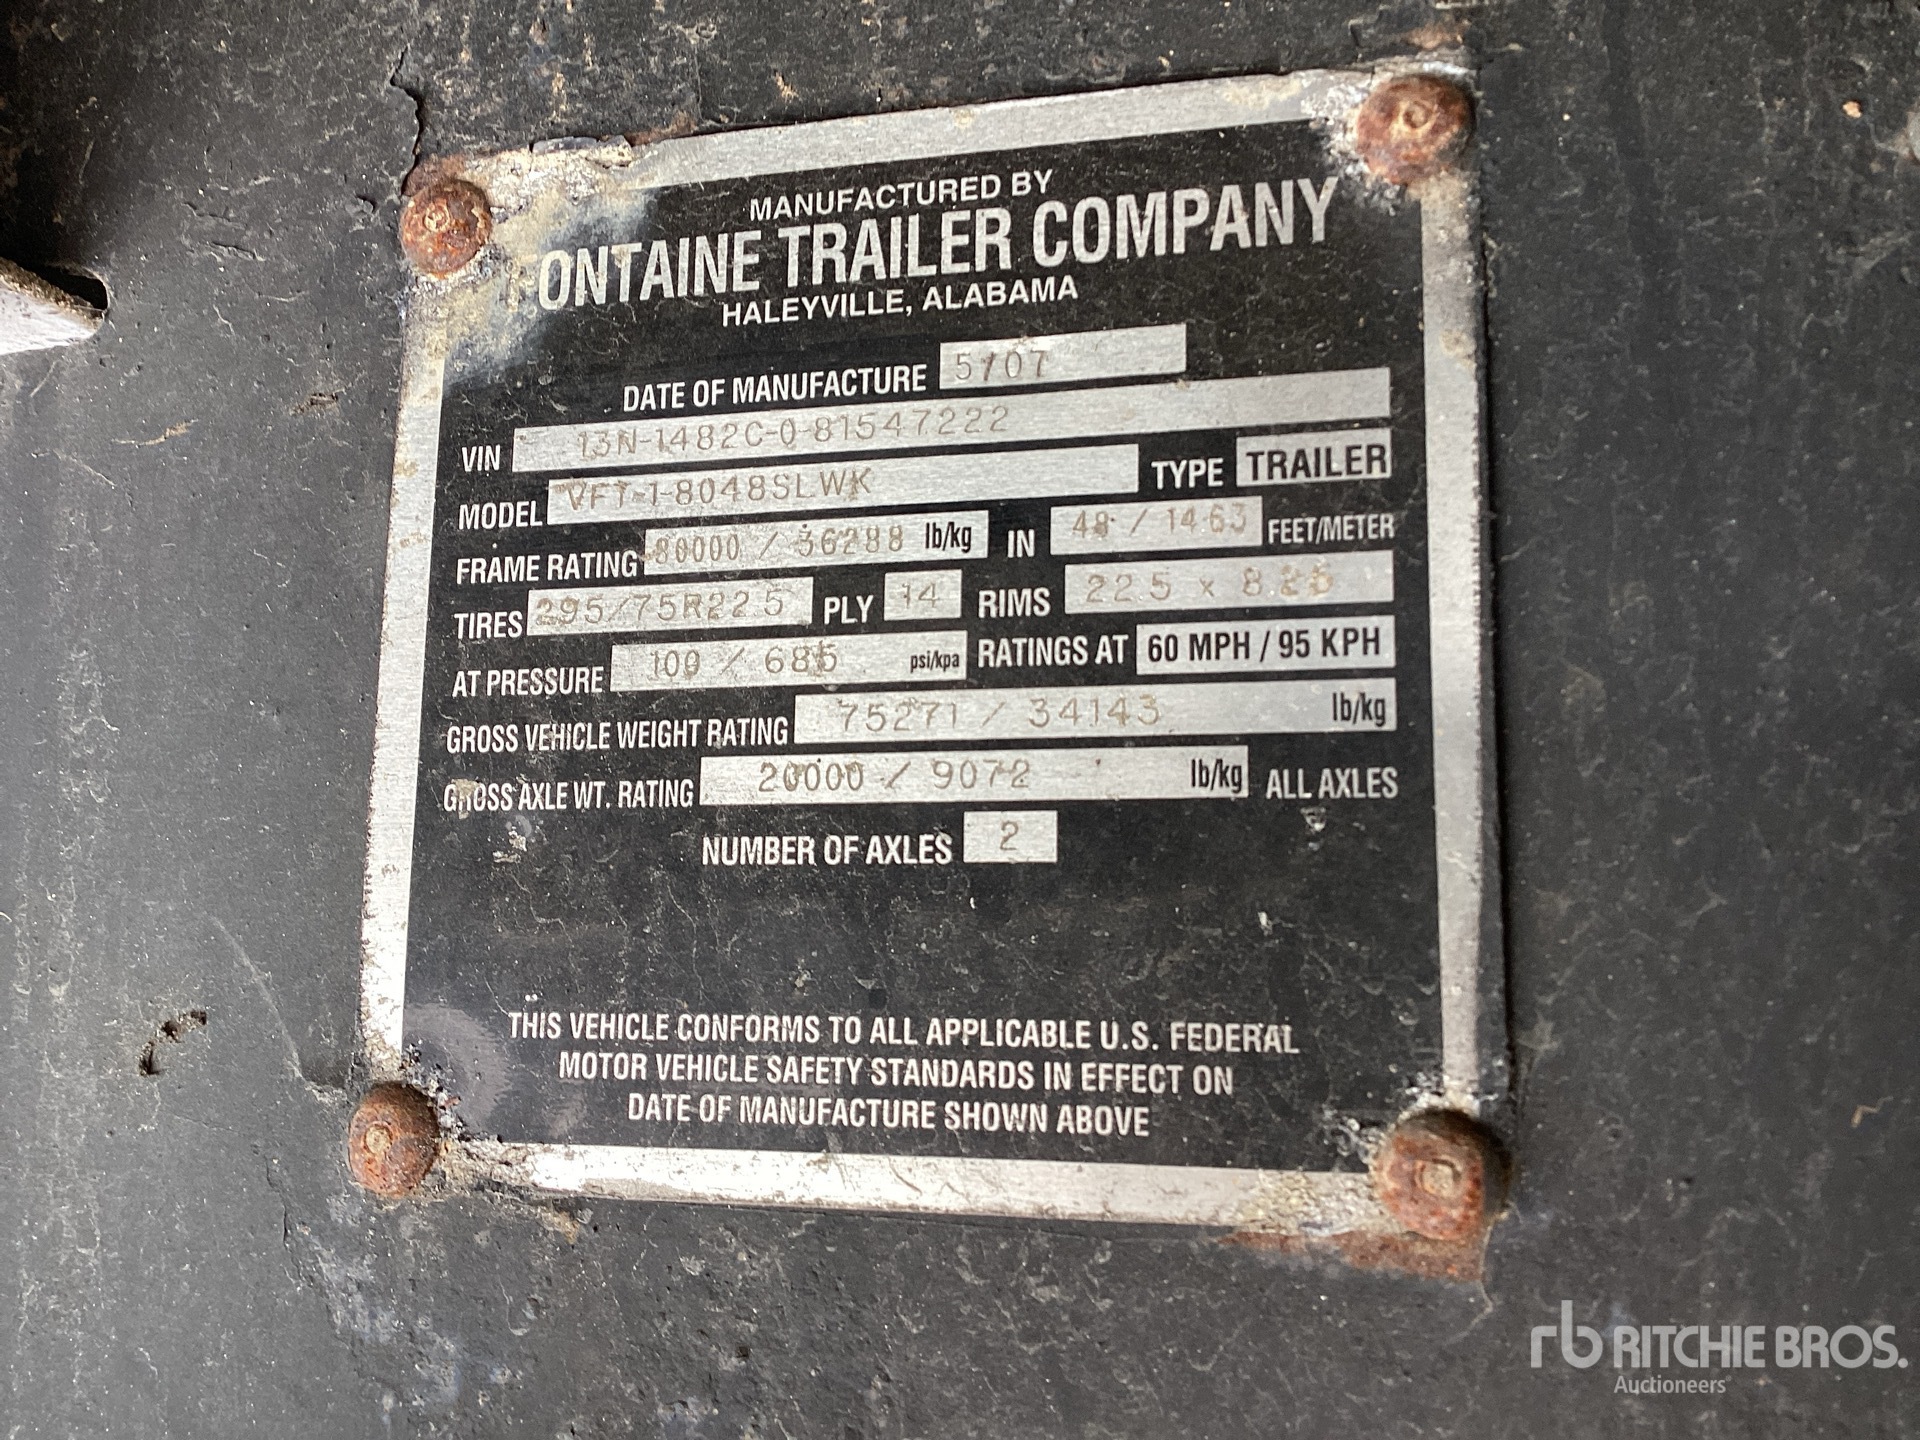 MANUFACTURED BY
FONTAINE TRAILER COMPANY
HALEYVILLE, ALABAMA
DATE OF MANUFACTURE 5/07
VIN 13N-1482C-0-81547222
MODEL VFT-1-8048SLWK TYPE TRAILER
FRAME RATING 80000 / 36288 lb/kg IN 48 / 14.63 FEET/METER
TIRES 295/75R22.5 PLY 14 RIMS 22.5 x 8.25
AT PRESSURE 100 / 685 psi/kpa RATINGS AT 60 MPH / 95 KPH
GROSS VEHICLE WEIGHT RATING 75271 / 34143 lb/kg
GROSS AXLE WT. RATING 20000 / 9072 lb/kg ALL AXLES
NUMBER OF AXLES 2
THIS VEHICLE CONFORMS TO ALL APPLICABLE U.S. FEDERAL
MOTOR VEHICLE SAFETY STANDARDS IN EFFECT ON
DATE OF MANUFACTURE SHOWN ABOVE
rb RITCHIE BROS.
Auctioneers